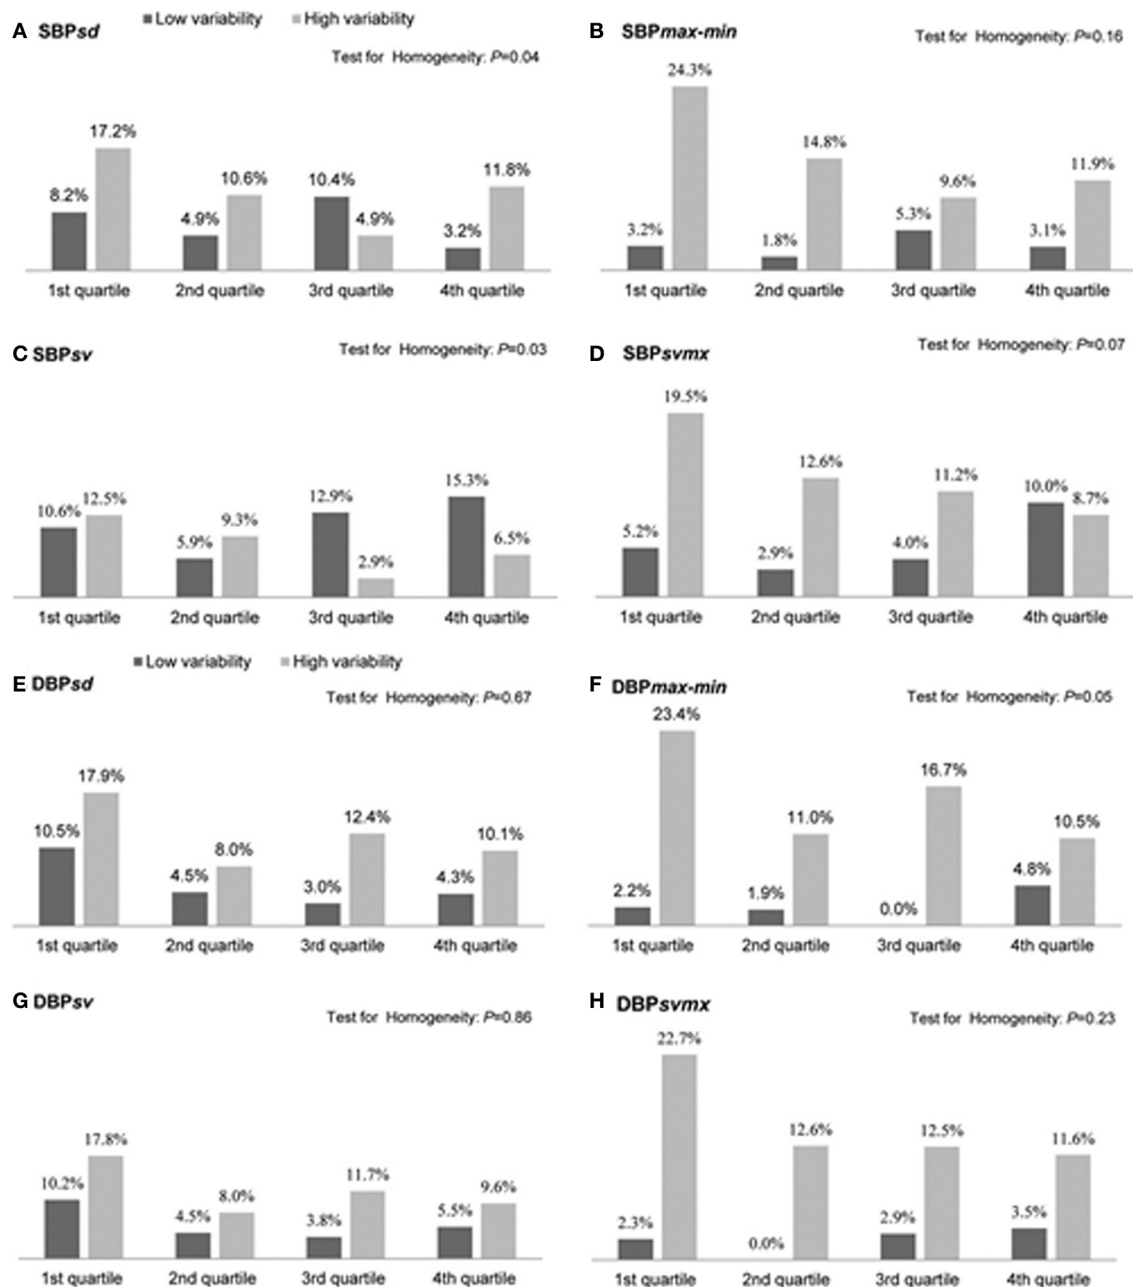 A SBPsd
Low variability High variability
Test for Homogeneity: P=0.04
8.2% 17.2% 4.9% 10.6% 10.4% 4.9% 3.2% 11.8%
1st quartile 2nd quartile 3rd quartile 4th quartile
B SBPmax-min
Test for Homogeneity: P=0.16
3.2% 24.3% 1.8% 14.8% 5.3% 9.6% 3.1% 11.9%
1st quartile 2nd quartile 3rd quartile 4th quartile
C SBPsv
Test for Homogeneity: P=0.03
10.6% 12.5% 5.9% 9.3% 12.9% 2.9% 15.3% 6.5%
1st quartile 2nd quartile 3rd quartile 4th quartile
D SBPsvmx
Test for Homogeneity: P=0.07
5.2% 19.5% 2.9% 12.6% 4.0% 11.2% 10.0% 8.7%
1st quartile 2nd quartile 3rd quartile 4th quartile
Low variability High variability
E DBPsd
Test for Homogeneity: P=0.67
10.5% 17.9% 4.5% 8.0% 3.0% 12.4% 4.3% 10.1%
1st quartile 2nd quartile 3rd quartile 4th quartile
F DBPmax-min
Test for Homogeneity: P=0.05
2.2% 23.4% 1.9% 11.0% 0.0% 16.7% 4.8% 10.5%
1st quartile 2nd quartile 3rd quartile 4th quartile
G DBPsv
Test for Homogeneity: P=0.86
10.2% 17.8% 4.5% 8.0% 3.8% 11.7% 5.5% 9.6%
1st quartile 2nd quartile 3rd quartile 4th quartile
H DBPsvmx
Test for Homogeneity: P=0.23
2.3% 22.7% 0.0% 12.6% 2.9% 12.5% 3.5% 11.6%
1st quartile 2nd quartile 3rd quartile 4th quartile